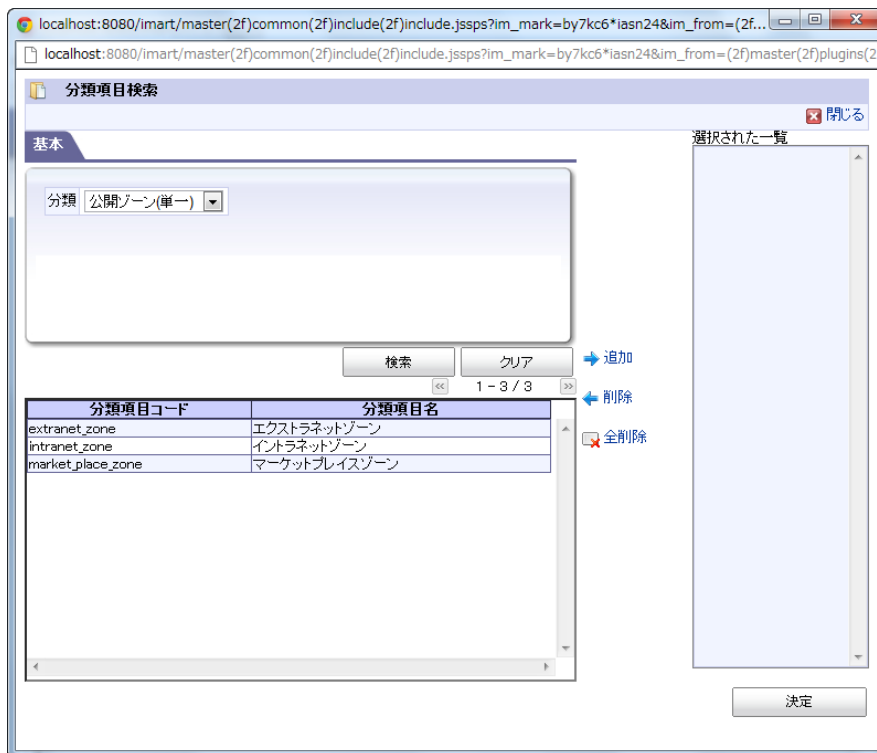 localhost:8080/imart/master(2f)common(2f)include(2f)include.jssps?im_mark=by7kc6*iasn24&im_from=(2f...
localhost:8080/imart/master(2f)common(2f)include(2f)include.jssps?im_mark=by7kc6*iasn24&im_from=(2f)master(2f)plugins(2
分類項目検索
閉じる
基本
選択された一覧
分類 公開ゾーン(単一)
検索 クリア
追加
1 - 3 / 3
削除
分類項目コード 分類項目名
extranet_zone エクストラネットゾーン
全削除
intranet_zone イントラネットゾーン
market_place_zone マーケットプレイスゾーン
決定